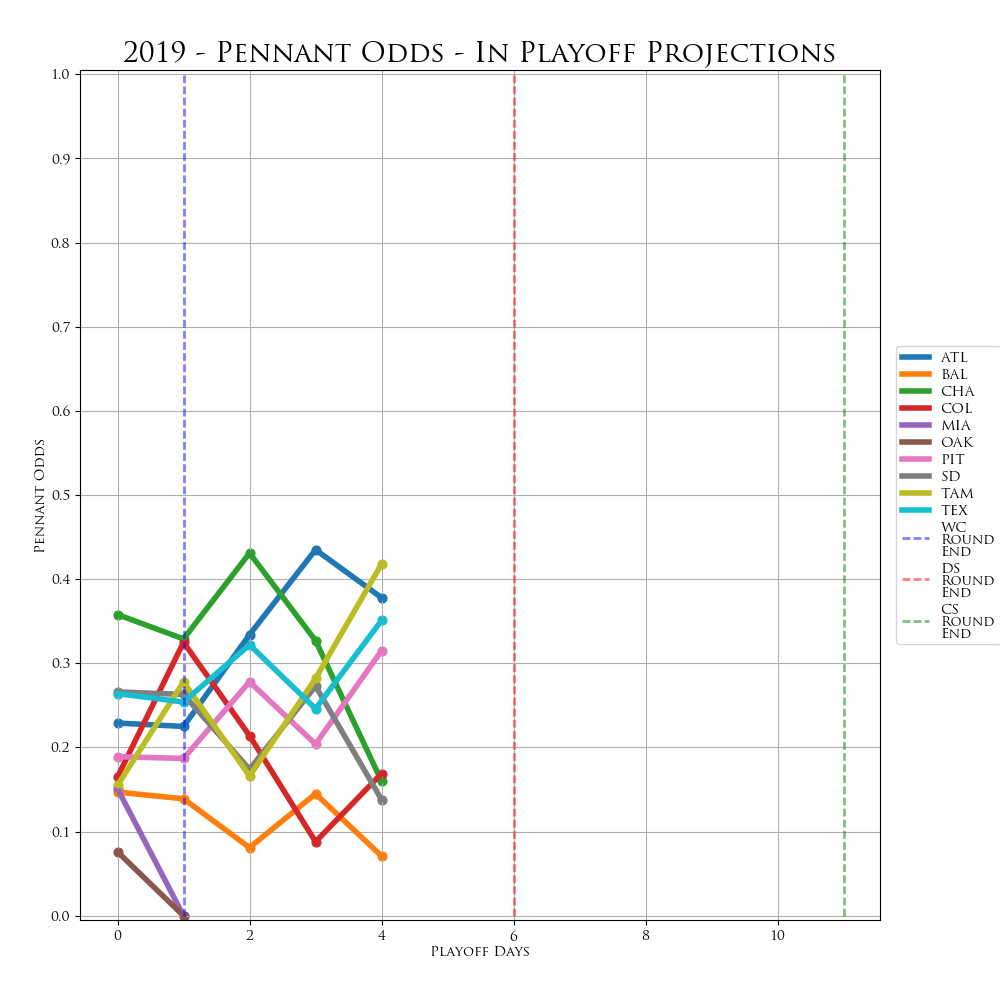 2019 - Pennant Odds - In Playoff Projections
1.0
0.9
0.8
0.7
0.6
0.5
0.4
0.3
0.2
0.1
0.0
Pennant Odds
0 2 4 6 8 10
Playoff Days
ATL
BAL
CHA
COL
MIA
OAK
PIT
SD
TAM
TEX
WC
Round
End
DS
Round
End
CS
Round
End